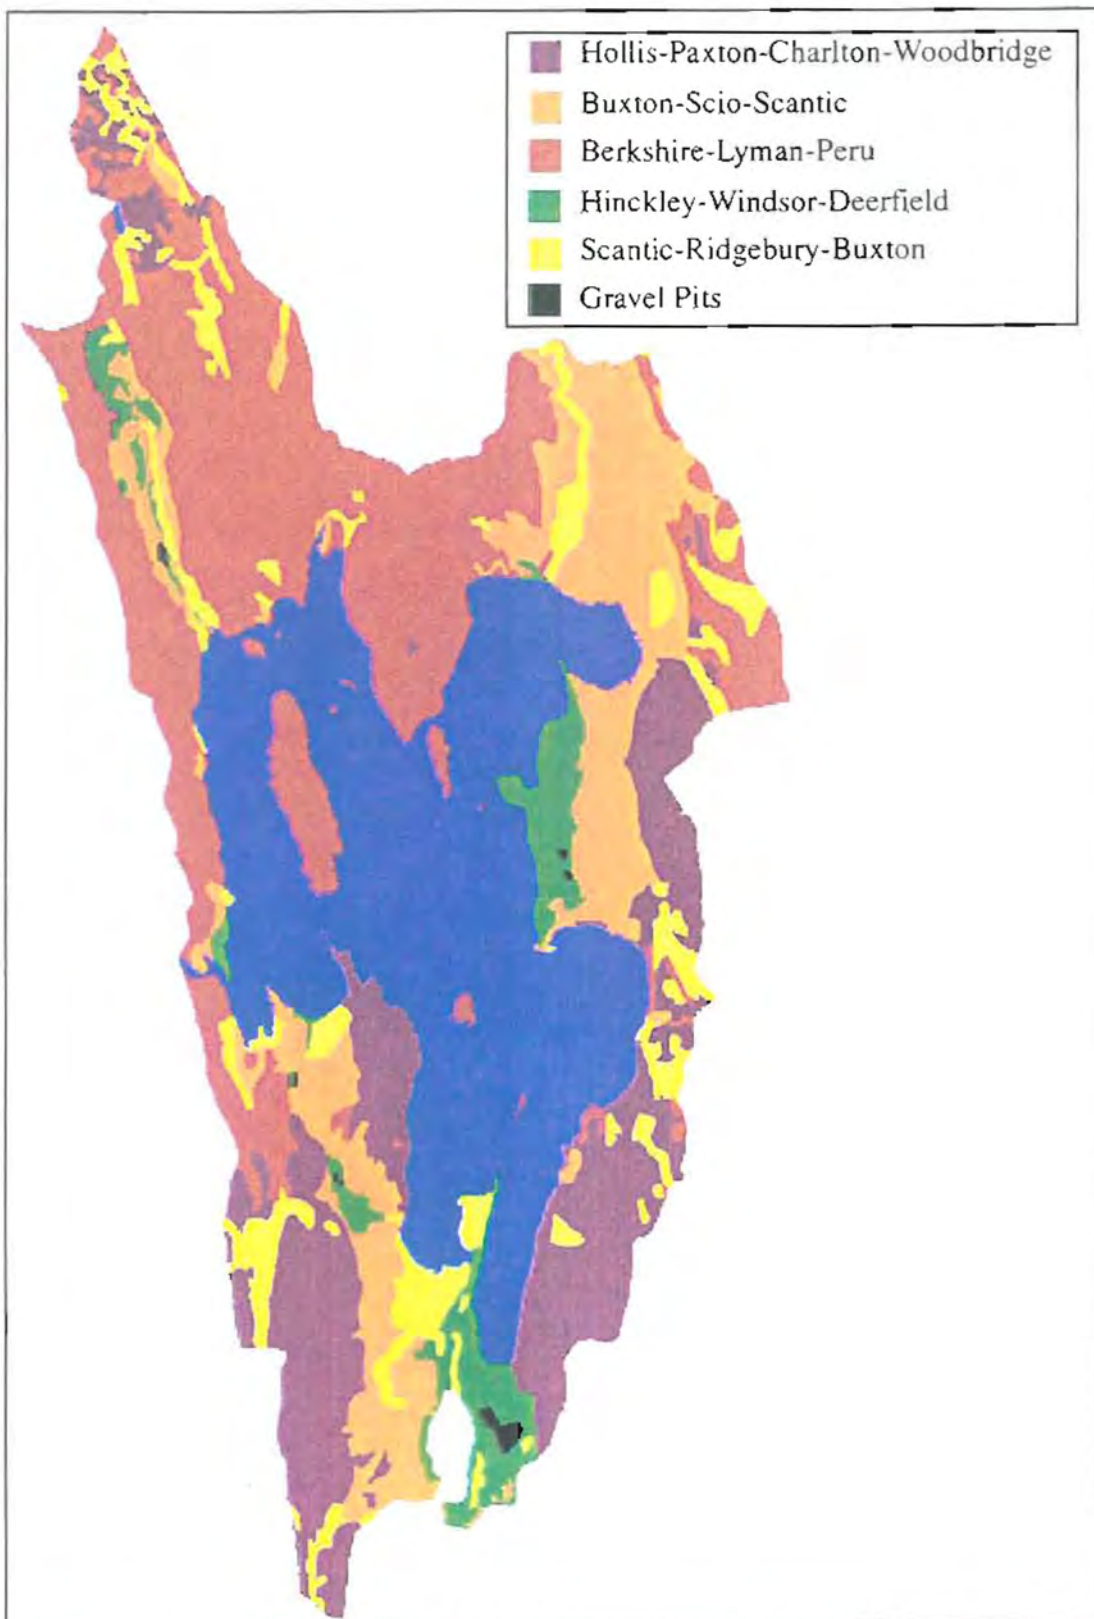 Hollis-Paxton-Charlton-Woodbridge
Buxton-Scio-Scantic
Berkshire-Lyman-Peru
Hinckley-Windsor-Deerfield
Scantic-Ridgebury-Buxton
Gravel Pits